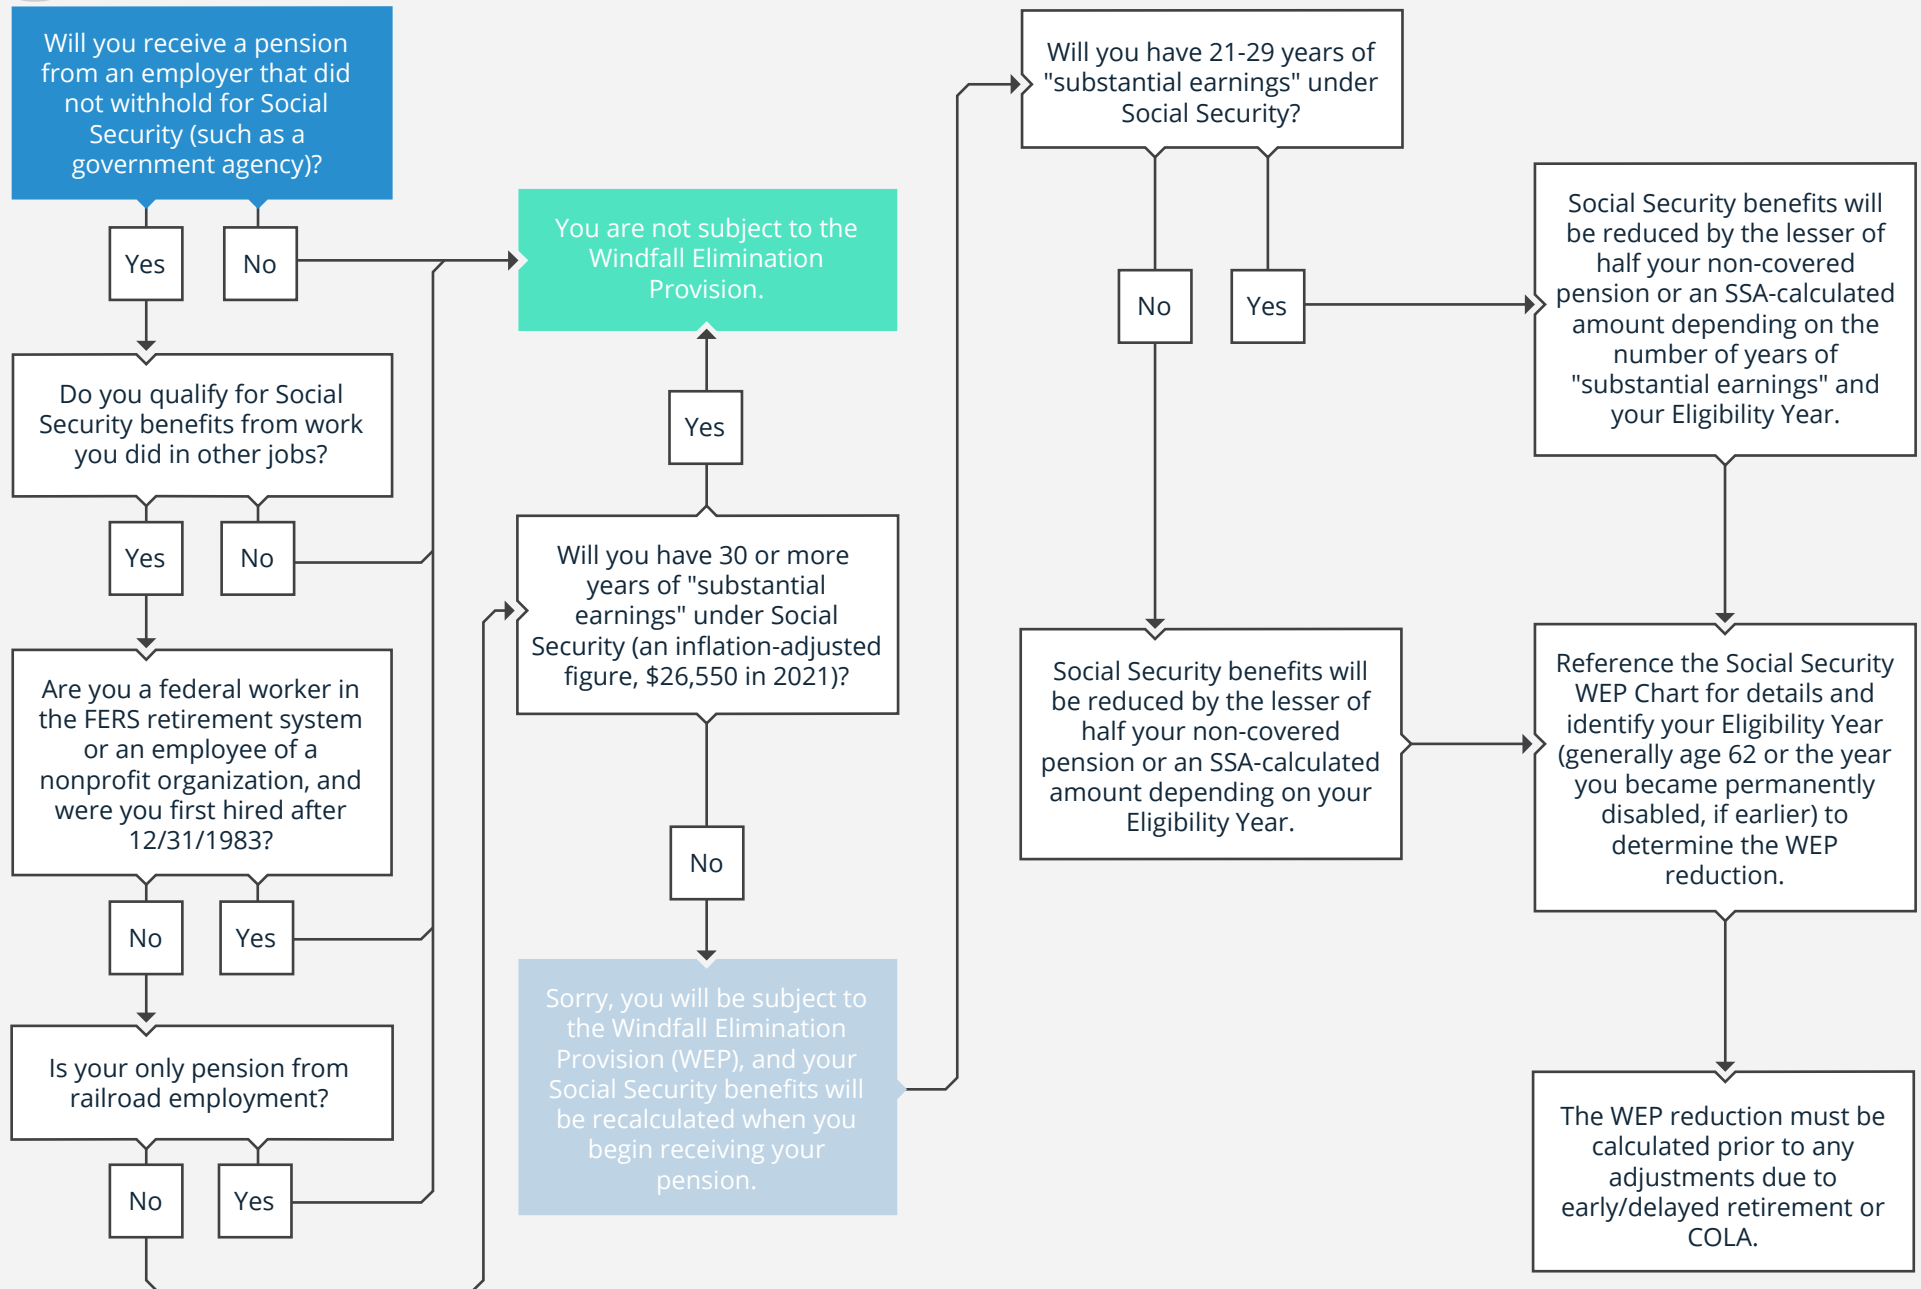 Will you receive a pension
from an employer that did
not withhold for Social
Security (such as a
government agency)?
Yes
No
Do you qualify for Social
Security benefits from work
you did in other jobs?
Yes
No
Are you a federal worker in
the FERS retirement system
or an employee of a
nonprofit organization, and
were you first hired after
12/31/1983?
No
Yes
Is your only pension from
railroad employment?
No
Yes
You are not subject to the
Windfall Elimination
Provision.
Yes
Will you have 30 or more
years of "substantial
earnings" under Social
Security (an inflation-adjusted
figure, $26,550 in 2021)?
No
Sorry, you will be subject to
the Windfall Elimination
Provision (WEP), and your
Social Security benefits will
be recalculated when you
begin receiving your
pension.
Will you have 21-29 years of
"substantial earnings" under
Social Security?
No
Yes
Social Security benefits will
be reduced by the lesser of
half your non-covered
pension or an SSA-calculated
amount depending on your
Eligibility Year.
Social Security benefits will
be reduced by the lesser of
half your non-covered
pension or an SSA-calculated
amount depending on the
number of years of
"substantial earnings" and
your Eligibility Year.
Reference the Social Security
WEP Chart for details and
identify your Eligibility Year
(generally age 62 or the year
you became permanently
disabled, if earlier) to
determine the WEP
reduction.
The WEP reduction must be
calculated prior to any
adjustments due to
early/delayed retirement or
COLA.